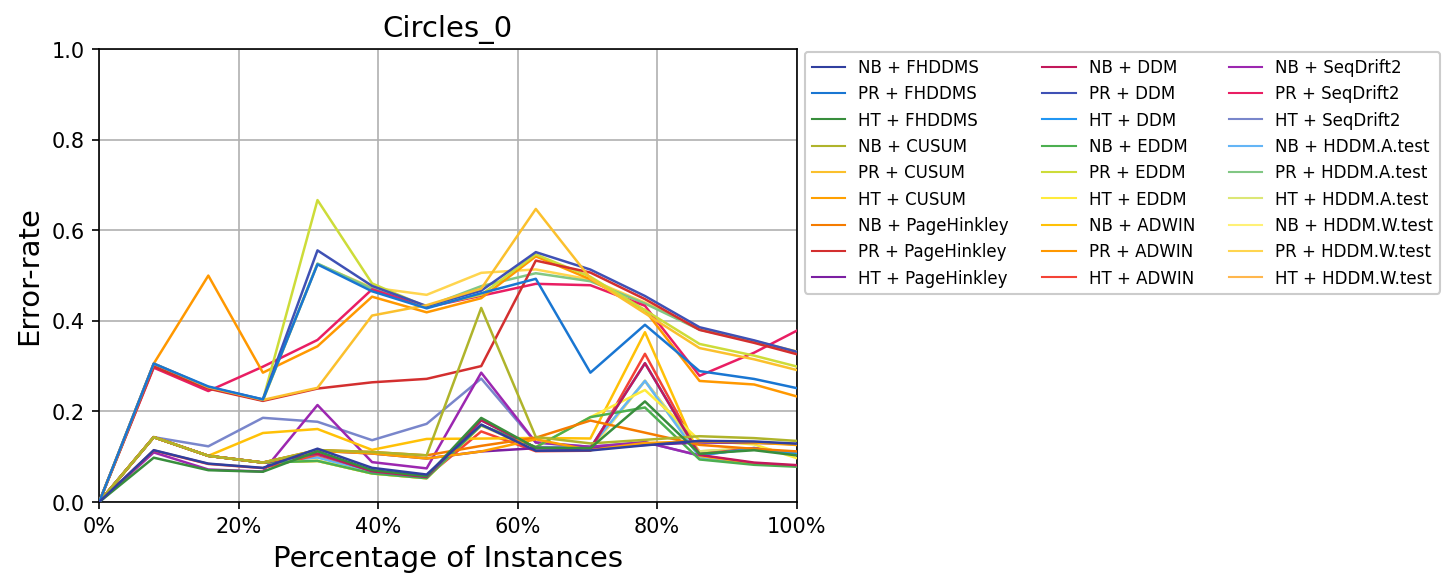 Circles_0
1.0
0.8
0.6
0.4
0.2
0.0
Error-rate
0% 20% 40% 60% 80% 100%
Percentage of Instances
NB + FHDDMS
PR + FHDDMS
HT + FHDDMS
NB + CUSUM
PR + CUSUM
HT + CUSUM
NB + PageHinkley
PR + PageHinkley
HT + PageHinkley
NB + DDM
PR + DDM
HT + DDM
NB + EDDM
PR + EDDM
HT + EDDM
NB + ADWIN
PR + ADWIN
HT + ADWIN
NB + SeqDrift2
PR + SeqDrift2
HT + SeqDrift2
NB + HDDM.A.test
PR + HDDM.A.test
HT + HDDM.A.test
NB + HDDM.W.test
PR + HDDM.W.test
HT + HDDM.W.test